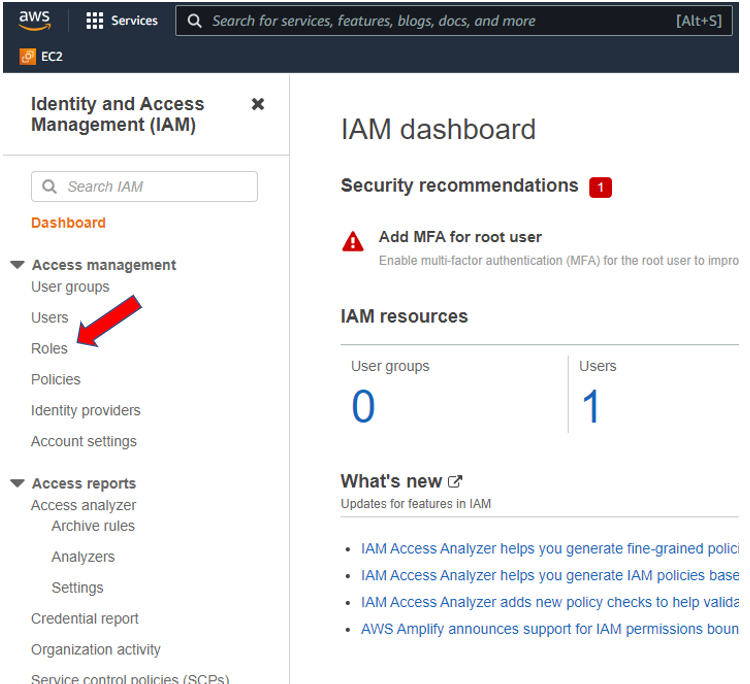 aws
Services
Search for services, features, blogs, docs, and more
[Alt+S]
EC2
Identity and Access
Management (IAM)
Search IAM
Dashboard
Access management
User groups
Users
Roles
Policies
Identity providers
Account settings
Access reports
Access analyzer
Archive rules
Analyzers
Settings
Credential report
Organization activity
Service control policies (SCPs)
IAM dashboard
Security recommendations 1
Add MFA for root user
Enable multi-factor authentication (MFA) for the root user to impro
IAM resources
User groups
0
Users
1
What's new
Updates for features in IAM
IAM Access Analyzer helps you generate fine-grained polici
IAM Access Analyzer helps you generate IAM policies base
IAM Access Analyzer adds new policy checks to help valida
AWS Amplify announces support for IAM permissions boun